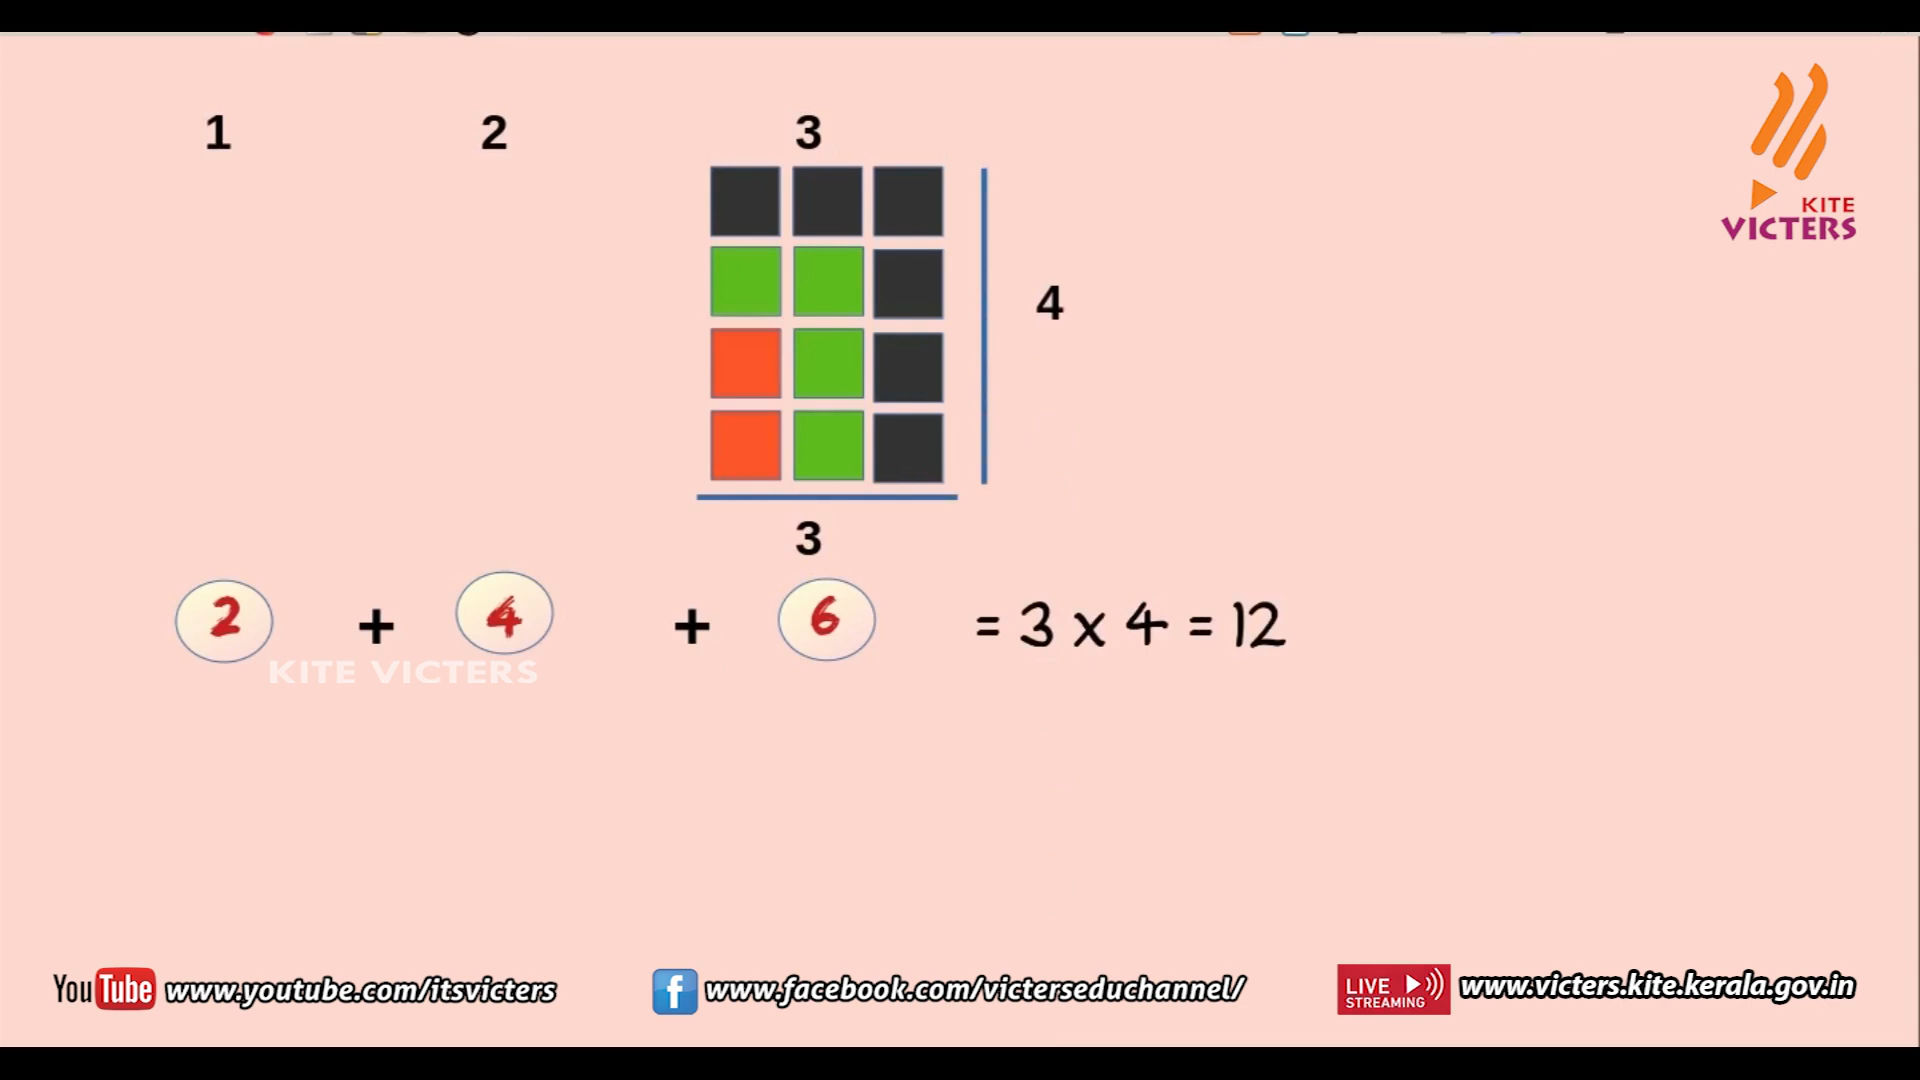 1 2 3
KITE
VICTERS
4
3
2 + 4 + 6 = 3 x 4 = 12
KITE VICTERS
YouTube www.youtube.com/itsvicters
f www.facebook.com/victerseduchannel/
LIVE STREAMING www.victers.kite.kerala.gov.in